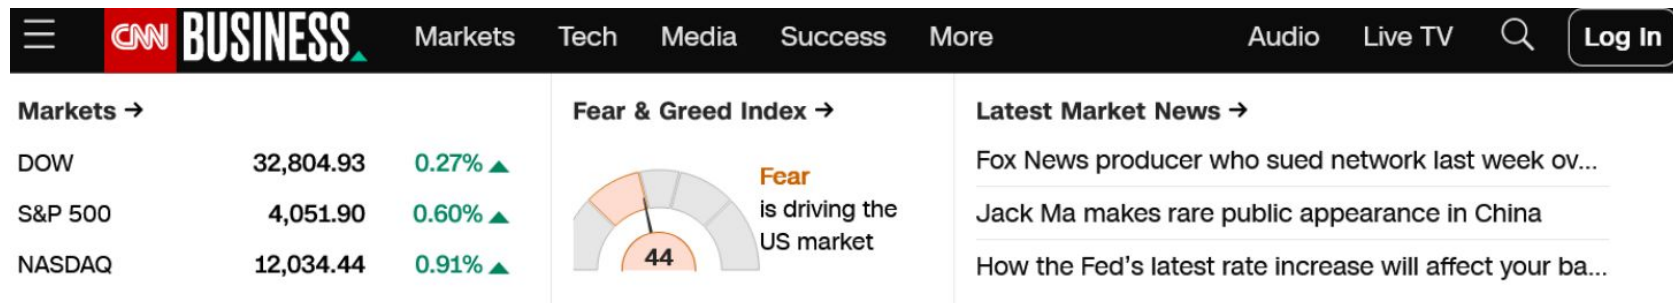 CNN BUSINESS Markets Tech Media Success More Audio Live TV Log In
Markets →
DOW 32,804.93 0.27% ▲
S&P 500 4,051.90 0.60% ▲
NASDAQ 12,034.44 0.91% ▲
Fear & Greed Index →
44
Fear
is driving the
US market
Latest Market News →
Fox News producer who sued network last week ov...
Jack Ma makes rare public appearance in China
How the Fed’s latest rate increase will affect your ba...